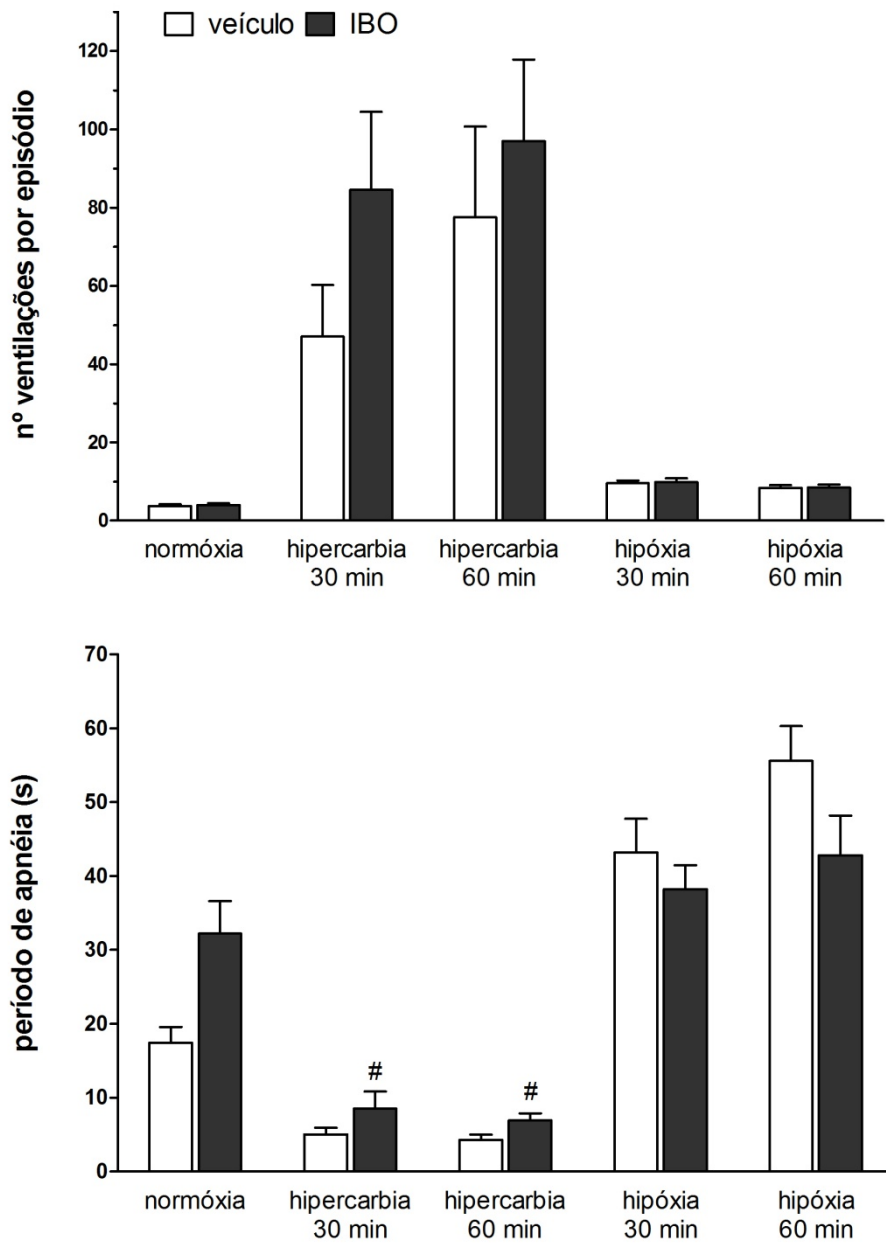 veículo IBO
nº ventilações por episódio
120
100
80
60
40
20
0
normóxia hipercarbia hipercarbia hipóxia hipóxia
30 min 60 min 30 min 60 min
período de apnéia (s)
70
60
50
40
30
20
10
0
# #
normóxia hipercarbia hipercarbia hipóxia hipóxia
30 min 60 min 30 min 60 min